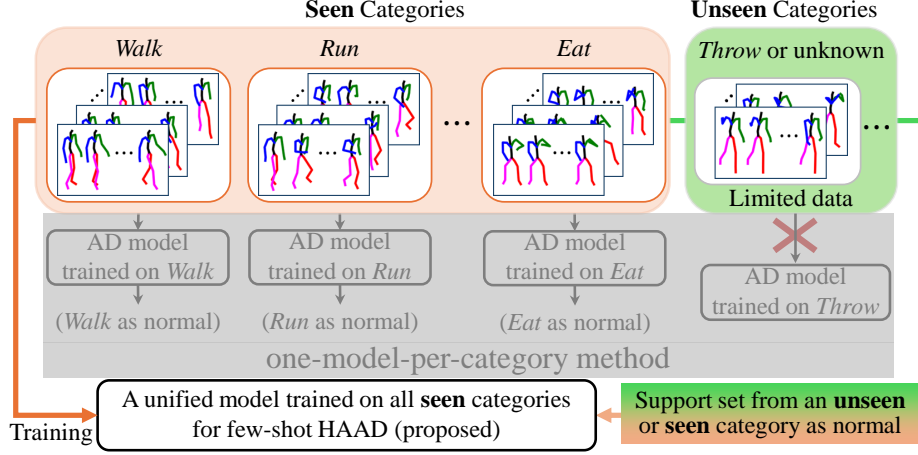 Seen Categories
Unseen Categories
Walk
Run
Eat
Throw or unknown
...
...
Limited data
AD model
trained on Walk
AD model
trained on Run
AD model
trained on Eat
AD model
trained on Throw
(Walk as normal)
(Run as normal)
(Eat as normal)
one-model-per-category method
Training
A unified model trained on all seen categories
for few-shot HAAD (proposed)
Support set from an unseen
or seen category as normal